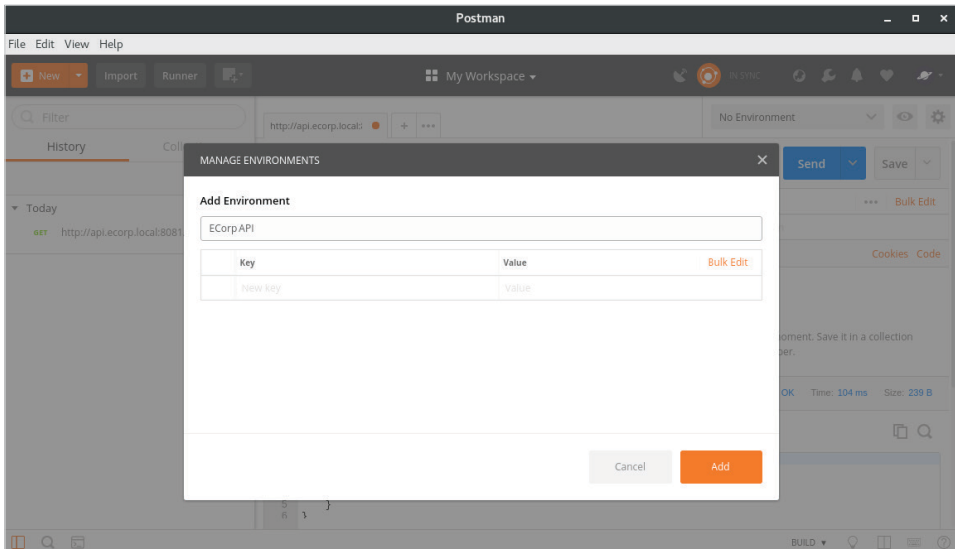 Postman
File Edit View Help
New Import Runner My Workspace IN SYNC
Filter
http://api.ecorp.local:
No Environment
History
Send Save
MANAGE ENVIRONMENTS
Today
Bulk Edit
GET http://api.ecorp.local:8081
Add Environment
ECorp API
Cookies Code
Key Value Bulk Edit
New key Value
Save it in a collection
OK Time: 104 ms Size: 239 B
Cancel Add
5 }
6 }
BUILD